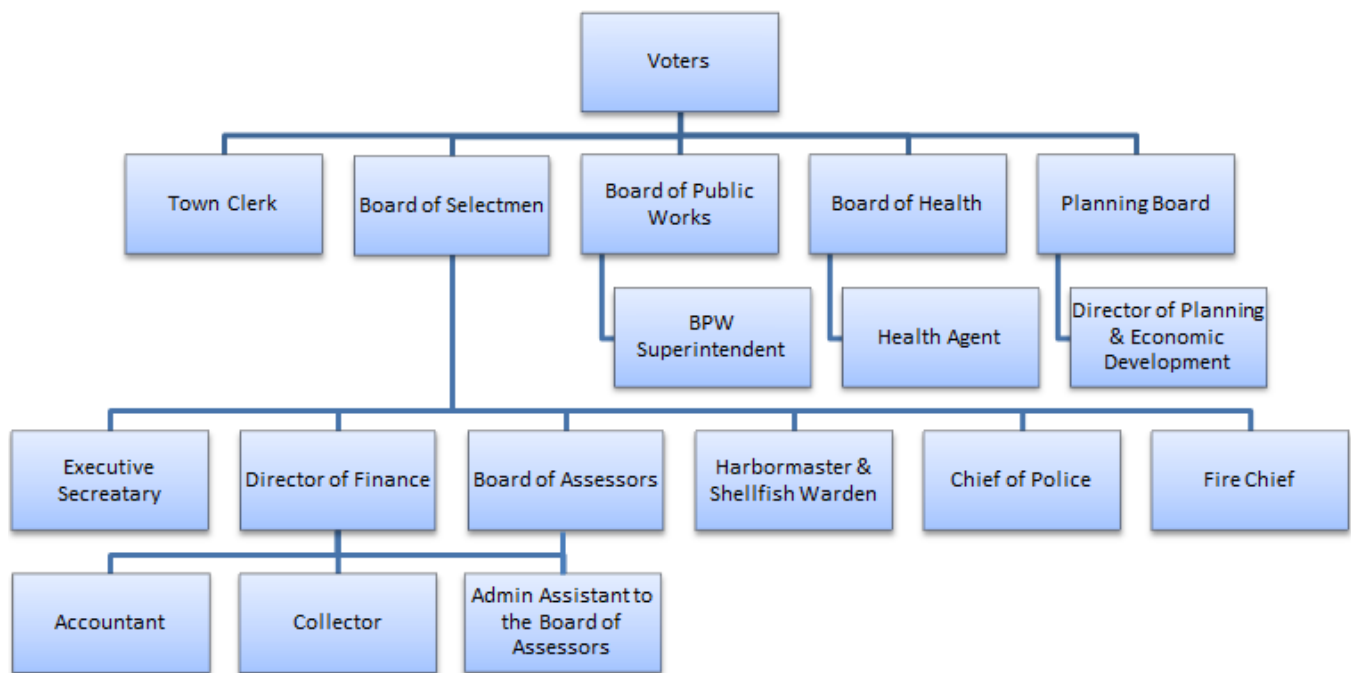 Voters
Town Clerk
Board of Selectmen
Board of Public
Works
Board of Health
Planning Board
BPW
Superintendent
Health Agent
Director of Planning
& Economic
Development
Executive
Secreatary
Director of Finance
Board of Assessors
Harbormaster &
Shellfish Warden
Chief of Police
Fire Chief
Accountant
Collector
Admin Assistant to
the Board of
Assessors